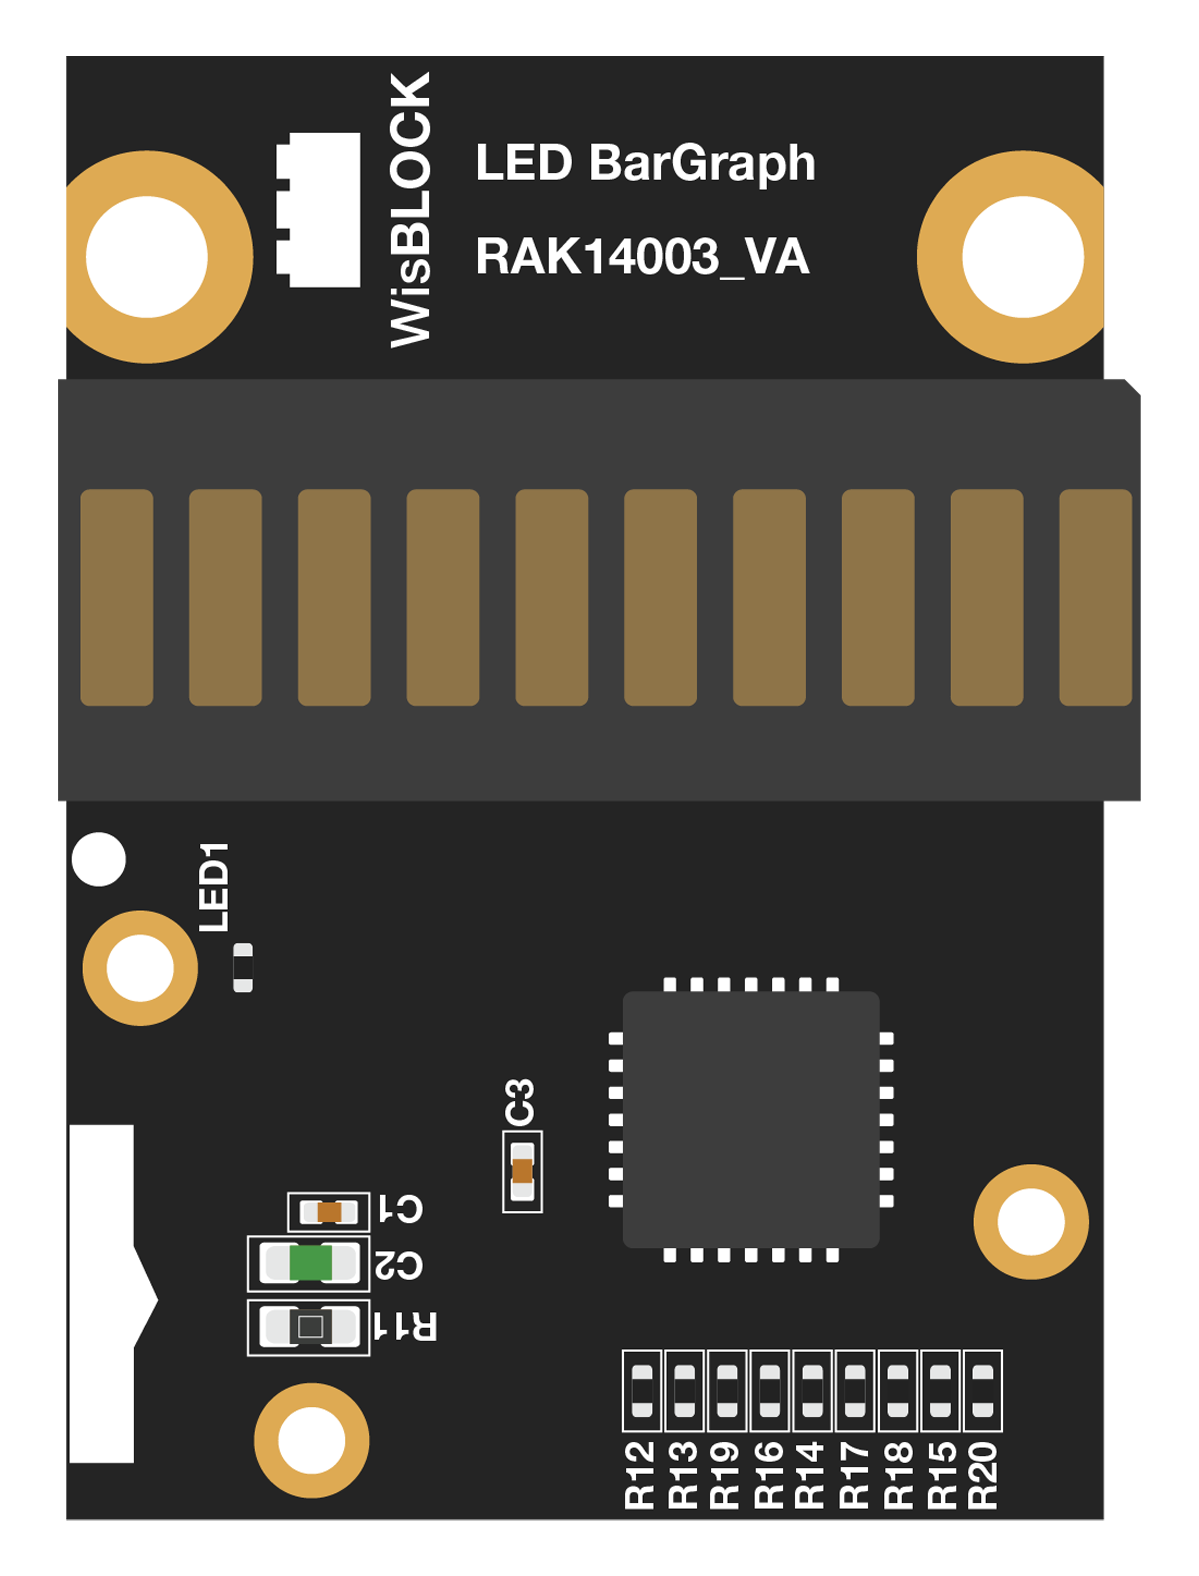 WisBLOCK
LED BarGraph
RAK14003_VA
LED1
C3
C1
C2
R11
R12
R13
R19
R16
R14
R17
R18
R15
R20